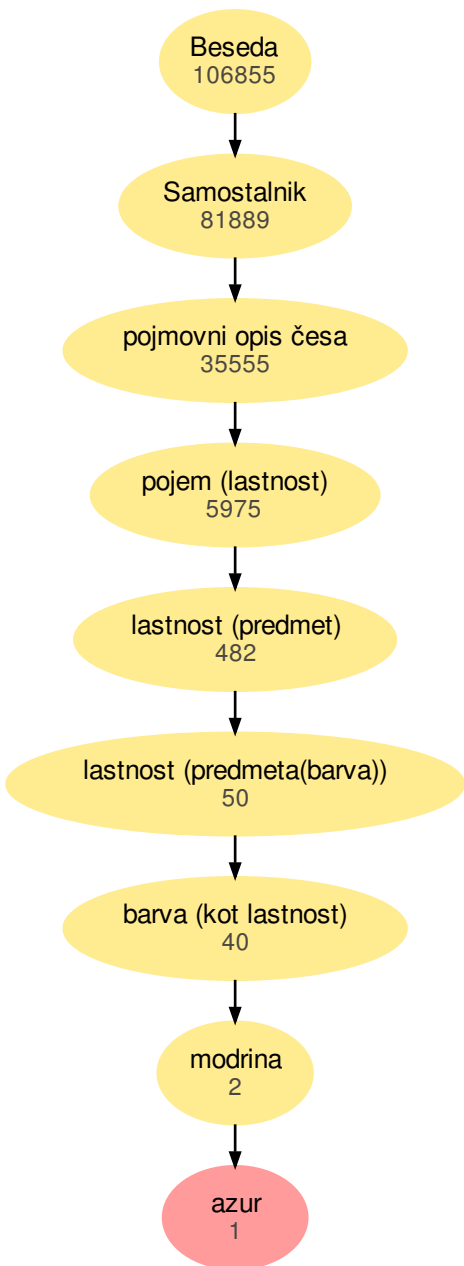 Beseda
106855
Samostalnik
81889
pojmovni opis česa
35555
pojem (lastnost)
5975
lastnost (predmet)
482
lastnost (predmeta(barva))
50
barva (kot lastnost)
40
modrina
2
azur
1